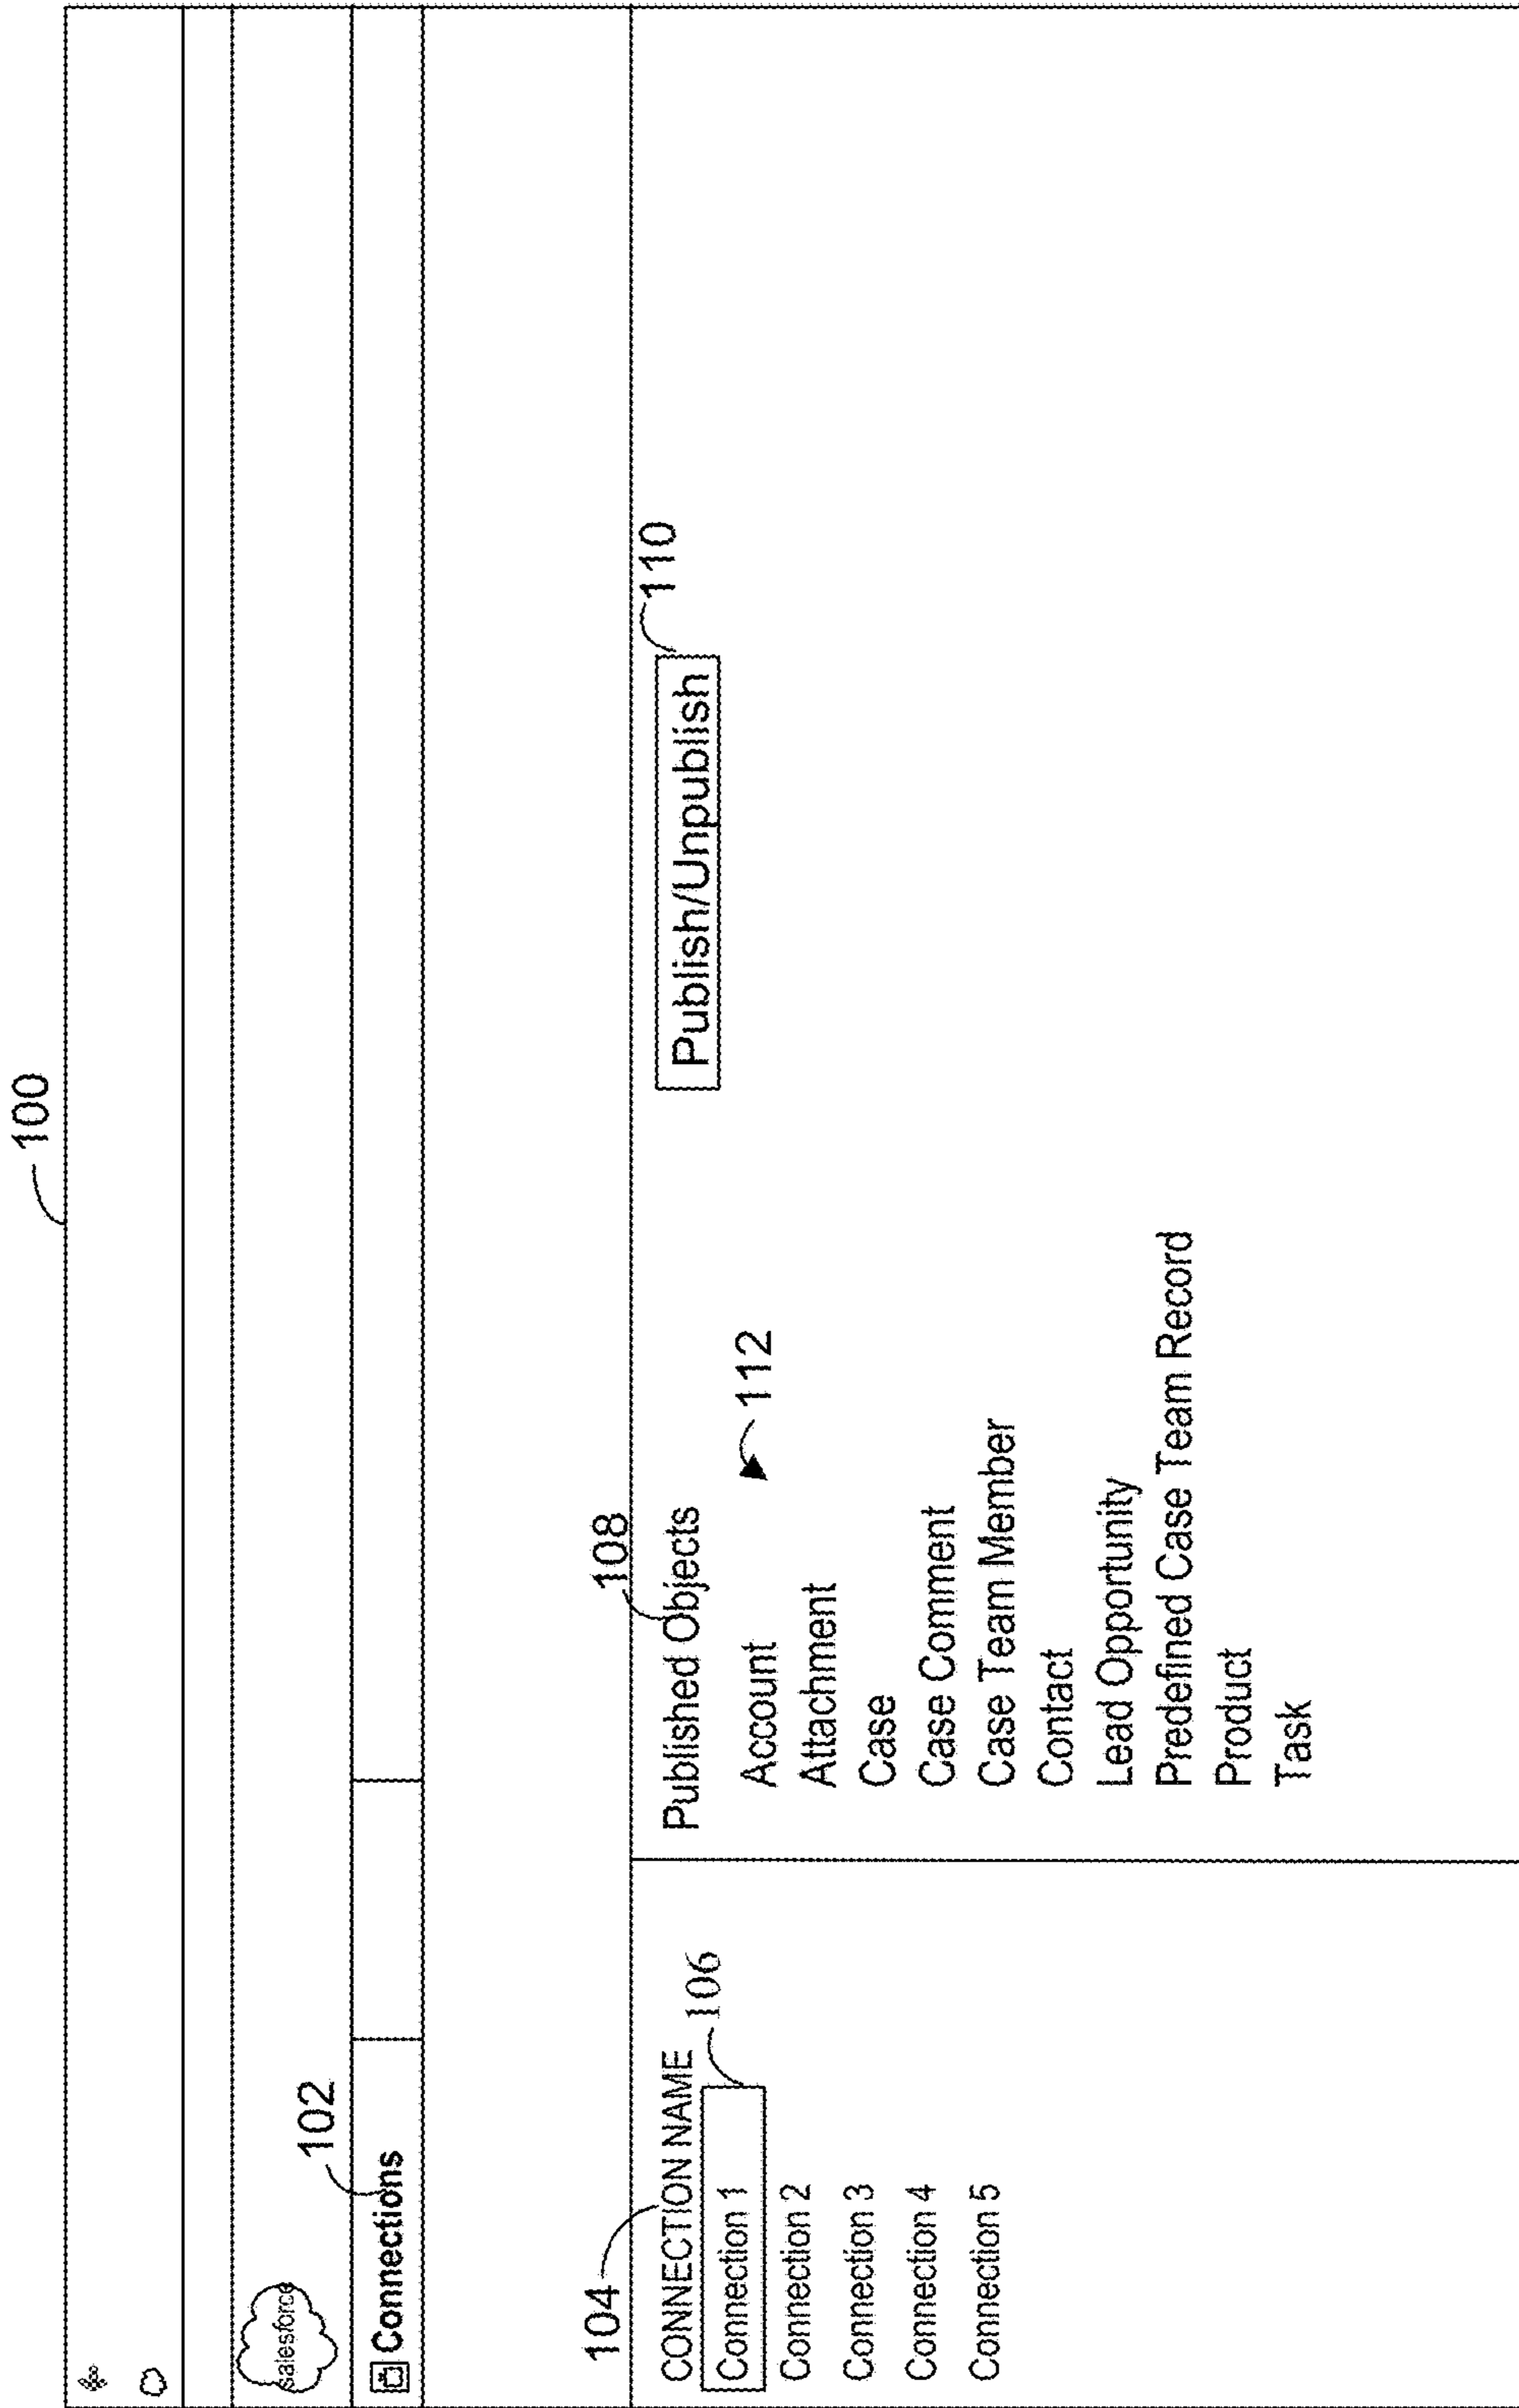 100
salesforce
102
Connections
104
CONNECTION NAME
106
Connection 1
Connection 2
Connection 3
Connection 4
Connection 5
108
Published Objects
110
Publish/Unpublish
112
Account
Attachment
Case
Case Comment
Case Team Member
Contact
Lead Opportunity
Predefined Case Team Record
Product
Task